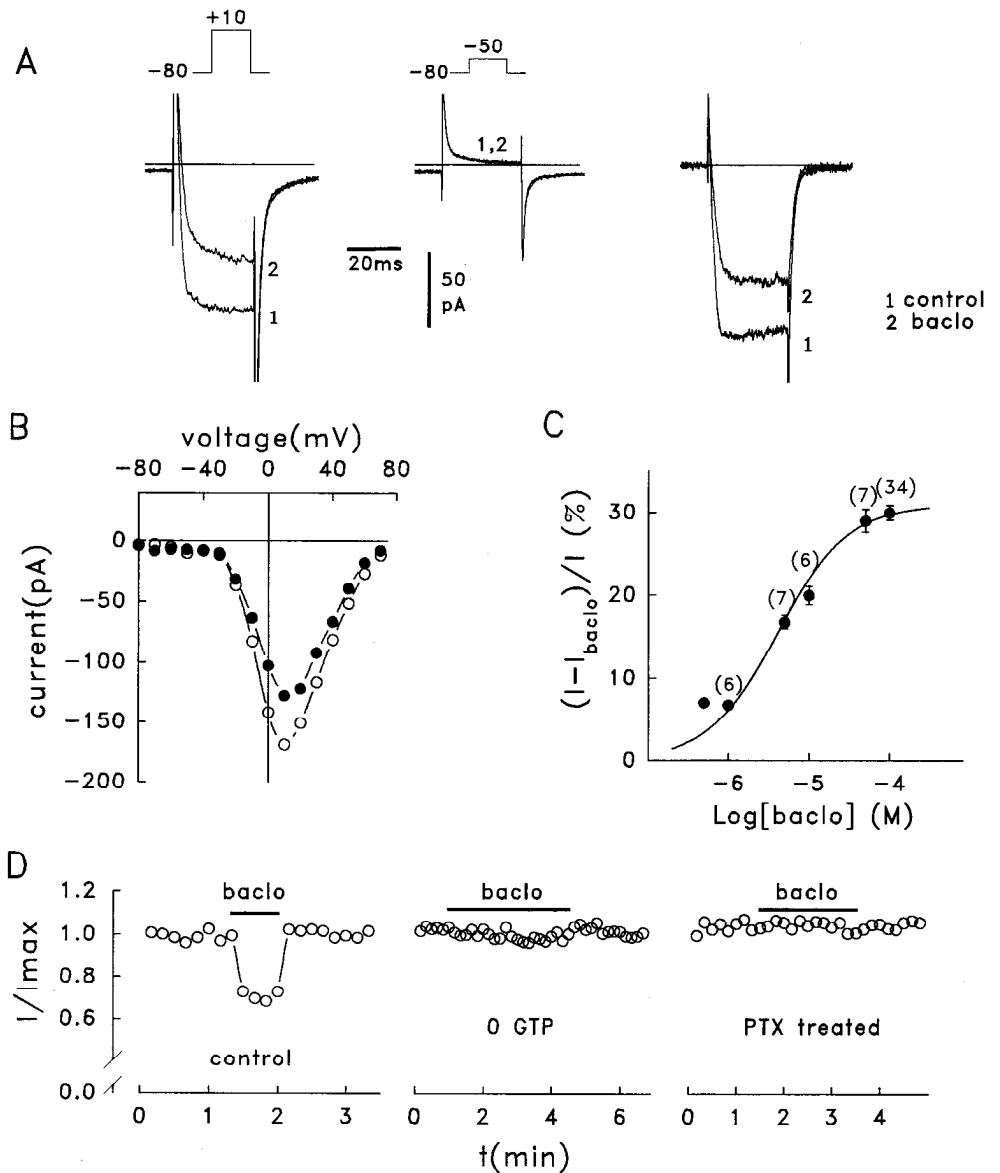 A
+10
-80
-50
-80
1,2
2
1
20ms
50
pA
2
1
1 control
2 baclo
B
voltage(mV)
-80 -40 0 40 80
0
-50
-100
-150
-200
current(pA)
C
(7) (34)
(6)
(7)
(6)
30
20
10
0
(I-Ibaclo)/I (%)
-6 -5 -4
Log[baclo] (M)
D
baclo baclo baclo
1.2
1.0
0.8
0.6
0.0
I/Imax
control
0 GTP
PTX treated
0 1 2 3
0 2 4 6
0 1 2 3 4
t(min)